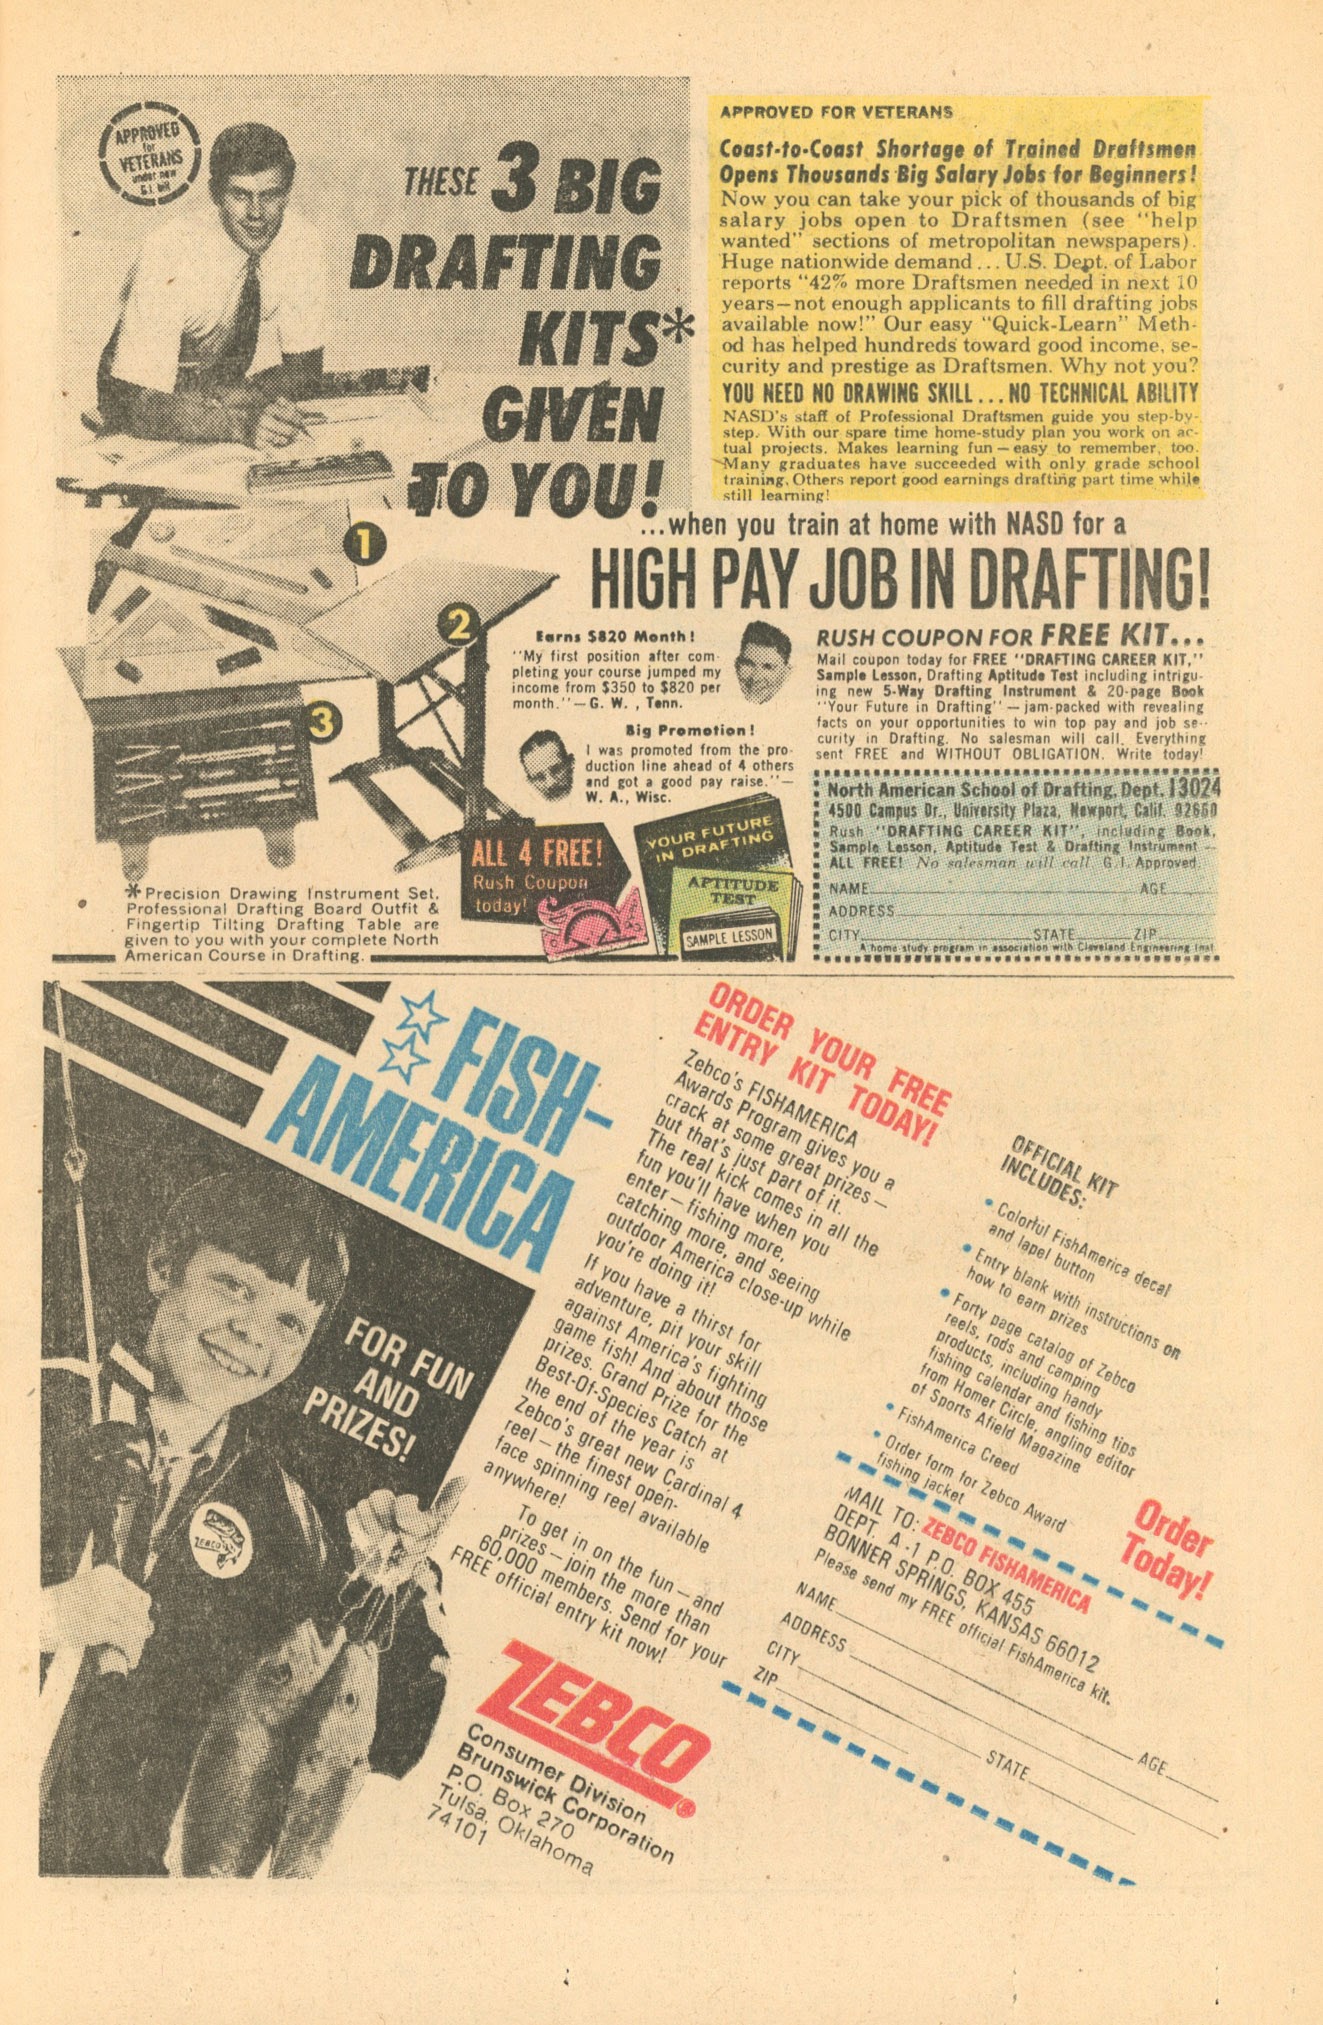 APPROVED
for
VETERANS
under new
G.I. bill
THESE 3 BIG
DRAFTING
KITS*
GIVEN
TO YOU!
APPROVED FOR VETERANS
Coast-to-Coast Shortage of Trained Draftsmen
Opens Thousands Big Salary Jobs for Beginners!
Now you can take your pick of thousands of big
salary jobs open to Draftsmen (see "help
wanted" sections of metropolitan newspapers).
Huge nationwide demand...U.S. Dept. of Labor
reports "42% more Draftsmen needed in next 10
years—not enough applicants to fill drafting jobs
available now!" Our easy "Quick-Learn" Meth-
od has helped hundreds toward good income, se-
curity and prestige as Draftsmen. Why not you?
YOU NEED NO DRAWING SKILL...NO TECHNICAL ABILITY
NASD's staff of Professional Draftsmen guide you step-by-
step. With our spare time home-study plan you work on ac-
tual projects. Makes learning fun—easy to remember, too.
Many graduates have succeeded with only grade school
training. Others report good earnings drafting part time while
still learning!
...when you train at home with NASD for a
HIGH PAY JOB IN DRAFTING!
1
2
3
Earns $820 Month!
"My first position after com-
pleting your course jumped my
income from $350 to $820 per
month."—G. W. , Tenn.
Big Promotion!
I was promoted from the pro-
duction line ahead of 4 others
and got a good pay raise."—
W. A., Wisc.
RUSH COUPON FOR FREE KIT...
Mail coupon today for FREE "DRAFTING CAREER KIT,"
Sample Lesson, Drafting Aptitude Test including intrigu-
ing new 5-Way Drafting Instrument & 20-page Book
"Your Future in Drafting"—jam-packed with revealing
facts on your opportunities to win top pay and job se-
curity in Drafting. No salesman will call. Everything
sent FREE and WITHOUT OBLIGATION. Write today!
ALL 4 FREE!
Rush Coupon
today!
YOUR FUTURE
IN DRAFTING
APTITUDE
TEST
SAMPLE LESSON
*Precision Drawing Instrument Set,
Professional Drafting Board Outfit &
Fingertip Tilting Drafting Table are
given to you with your complete North
American Course in Drafting.
North American School of Drafting, Dept. 13024
4500 Campus Dr., University Plaza, Newport, Calif. 92660
Rush "DRAFTING CAREER KIT", including Book,
Sample Lesson, Aptitude Test & Drafting Instrument—
ALL FREE! No salesman will call G.I. Approved.
NAME AGE
ADDRESS
CITY STATE ZIP
A home study program in association with Cleveland Engineering Inst.
FISH-
AMERICA
FOR FUN
AND
PRIZES!
ZEBCO
ORDER YOUR FREE
ENTRY KIT TODAY!
Zebco's FISHAMERICA
Awards Program gives you a
crack at some great prizes—
but that's just part of it.
The real kick comes in all the
fun you'll have when you
enter—fishing more,
catching more, and seeing
outdoor America close-up while
you're doing it!
If you have a thirst for
adventure, pit your skill
against America's fighting
game fish! And about those
prizes. Grand Prize for the
Best-Of-Species Catch at
the end of the year is
Zebco's great new Cardinal 4
reel—the finest open-
face spinning reel available
anywhere!
To get in on the fun—and
prizes—join the more than
60,000 members. Send for your
FREE official entry kit now!
ZEBCO
Consumer Division
Brunswick Corporation
P.O. Box 270
Tulsa, Oklahoma
74101
OFFICIAL KIT
INCLUDES:
• Colorful FishAmerica decal
and lapel button
• Entry blank with instructions on
how to earn prizes
• Forty page catalog of Zebco
reels, rods and camping
products, including handy
fishing calendar and fishing tips
from Homer Circle, angling editor
of Sports Afield Magazine
• FishAmerica Creed
• Order form for Zebco Award
fishing jacket
Order
Today!
MAIL TO: ZEBCO FISHAMERICA
DEPT. A-1 P.O. BOX 455
BONNER SPRINGS, KANSAS 66012
Please send my FREE official FishAmerica kit.
NAME
AGE
ADDRESS
CITY
STATE
ZIP